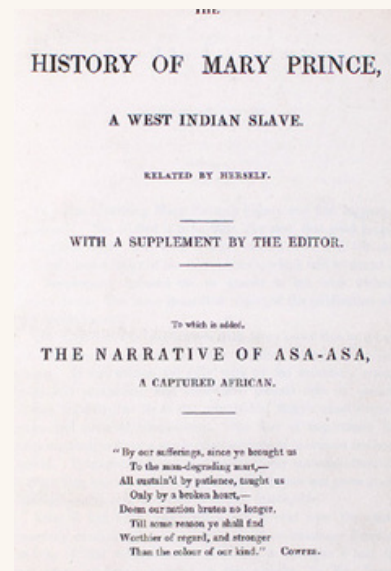 THE
HISTORY OF MARY PRINCE,
A WEST INDIAN SLAVE.
RELATED BY HERSELF.
WITH A SUPPLEMENT BY THE EDITOR.
To which is added,
THE NARRATIVE OF ASA-ASA,
A CAPTURED AFRICAN.
"By our sufferings, since ye brought us
To the man-degrading mart,—
All sustain'd by patience, taught us
Only by a broken heart,—
Deem our nation brutes no longer,
Till some reason ye shall find
Worthier of regard, and stronger
Than the colour of our kind." COWPER.